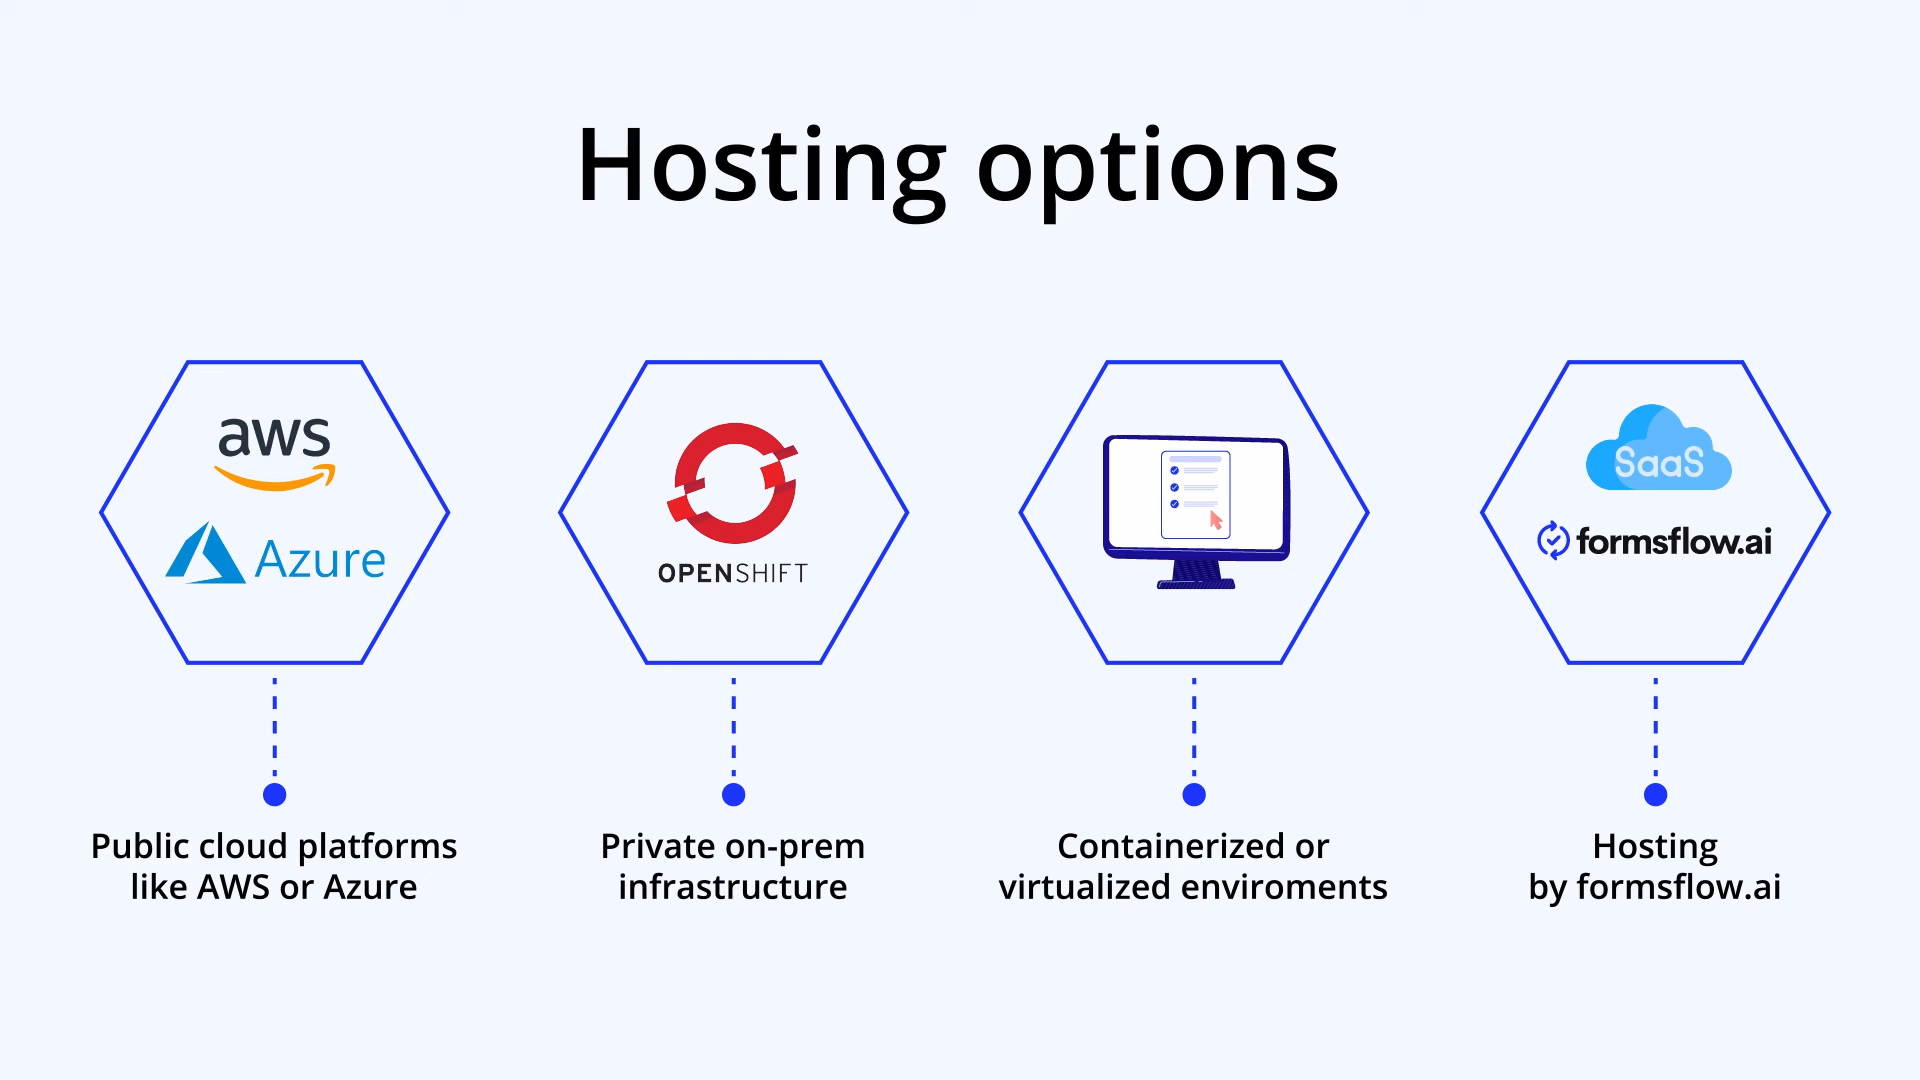 Hosting options
aws
Azure
OPENSHIFT
SaaS
formsflow.ai
Public cloud platforms
like AWS or Azure
Private on-prem
infrastructure
Containerized or
virtualized enviroments
Hosting
by formsflow.ai